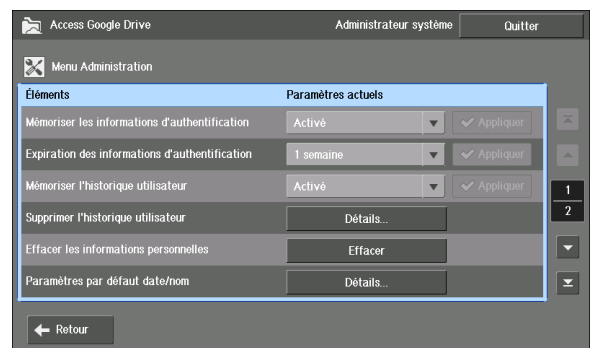 Access Google Drive Administrateur système Quitter
Menu Administration
Éléments Paramètres actuels
Mémoriser les informations d'authentification Activé Appliquer
Expiration des informations d'authentification 1 semaine Appliquer
Mémoriser l'historique utilisateur Activé Appliquer
1
Supprimer l'historique utilisateur Détails...
2
Effacer les informations personnelles Effacer
Paramètres par défaut date/nom Détails...
Retour